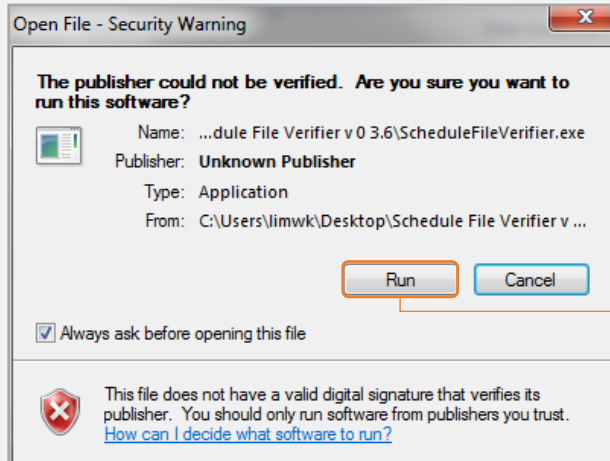 Open File - Security Warning
The publisher could not be verified.  Are you sure you want to
run this software?
Name: ...dule File Verifier v 0 3.6\ScheduleFileVerifier.exe
Publisher: Unknown Publisher
Type: Application
From: C:\Users\limwk\Desktop\Schedule File Verifier v ...
Run Cancel
Always ask before opening this file
This file does not have a valid digital signature that verifies its
publisher.  You should only run software from publishers you trust.
How can I decide what software to run?